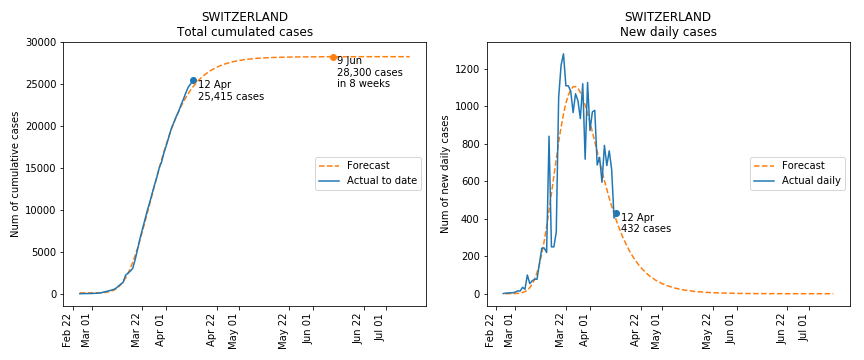 SWITZERLAND
Total cumulated cases
Num of cumulative cases
30000
25000
20000
15000
10000
5000
0
9 Jun
28,300 cases
in 8 weeks
12 Apr
25,415 cases
Forecast
Actual to date
Feb 22
Mar 01
Mar 22
Apr 01
Apr 22
May 01
May 22
Jun 01
Jun 22
Jul 01
SWITZERLAND
New daily cases
Num of new daily cases
1200
1000
800
600
400
200
0
12 Apr
432 cases
Forecast
Actual daily
Feb 22
Mar 01
Mar 22
Apr 01
Apr 22
May 01
May 22
Jun 01
Jun 22
Jul 01